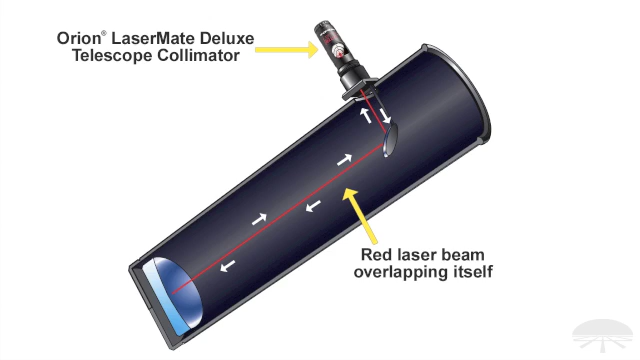 Orion® LaserMate Deluxe
Telescope Collimator
Red laser beam
overlapping itself